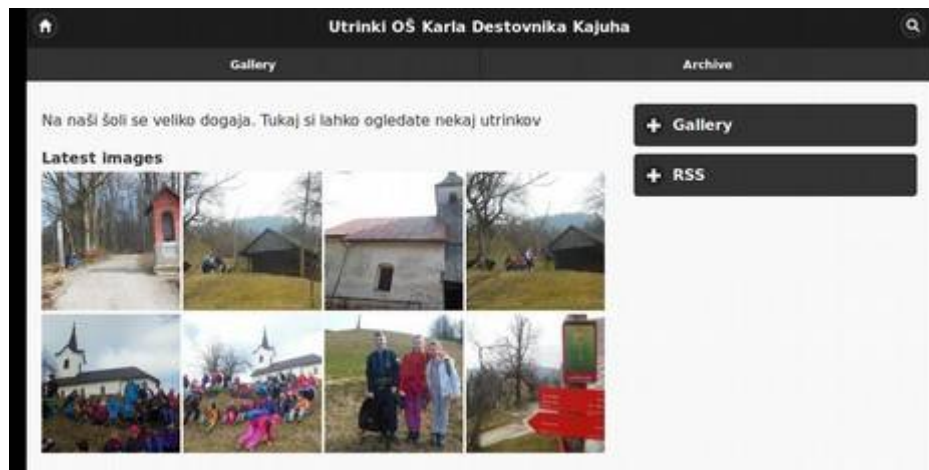 Utrinki OŠ Karla Destovnika Kajuha
Gallery
Archive
Na naši šoli se veliko dogaja. Tukaj si lahko ogledate nekaj utrinkov
Gallery
RSS
Latest images